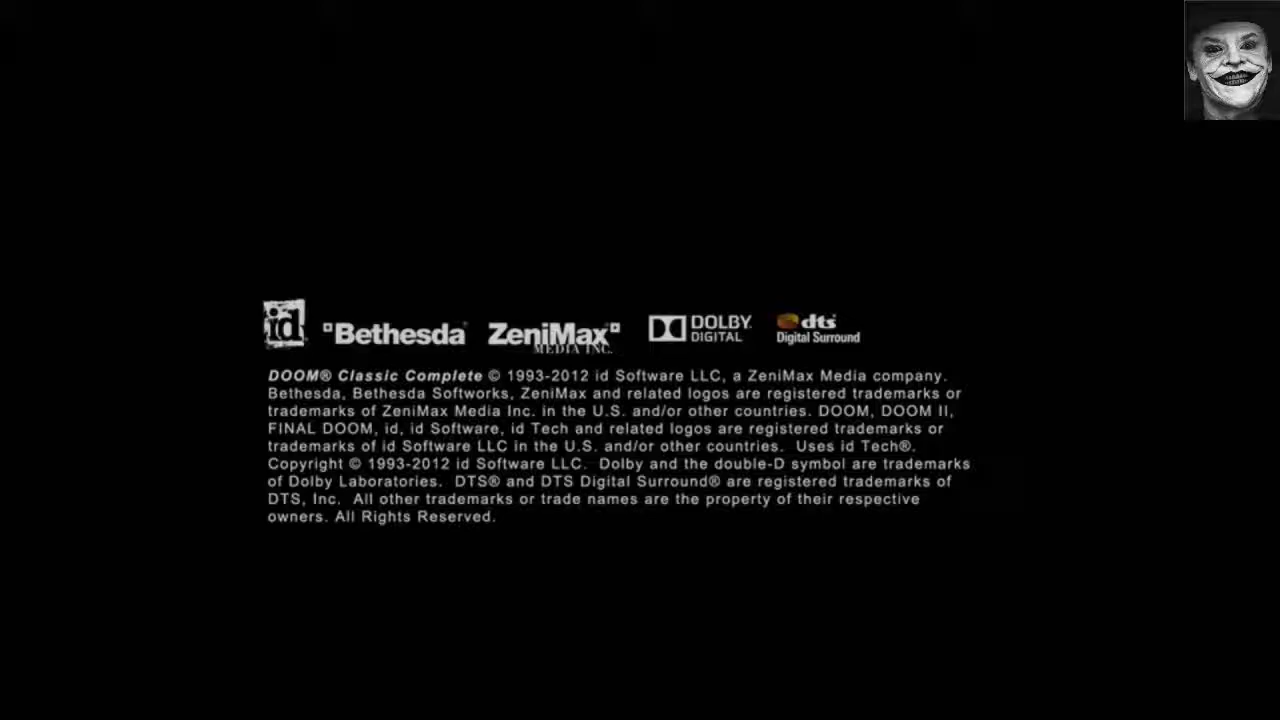 id
Bethesda ZeniMax MEDIA INC. DOLBY DIGITAL dts Digital Surround
DOOM® Classic Complete © 1993-2012 id Software LLC, a ZeniMax Media company.
Bethesda, Bethesda Softworks, ZeniMax and related logos are registered trademarks or
trademarks of ZeniMax Media Inc. in the U.S. and/or other countries. DOOM, DOOM II,
FINAL DOOM, id, id Software, id Tech and related logos are registered trademarks or
trademarks of id Software LLC in the U.S. and/or other countries. Uses id Tech®.
Copyright © 1993-2012 id Software LLC. Dolby and the double-D symbol are trademarks
of Dolby Laboratories. DTS® and DTS Digital Surround® are registered trademarks of
DTS, Inc. All other trademarks or trade names are the property of their respective
owners. All Rights Reserved.